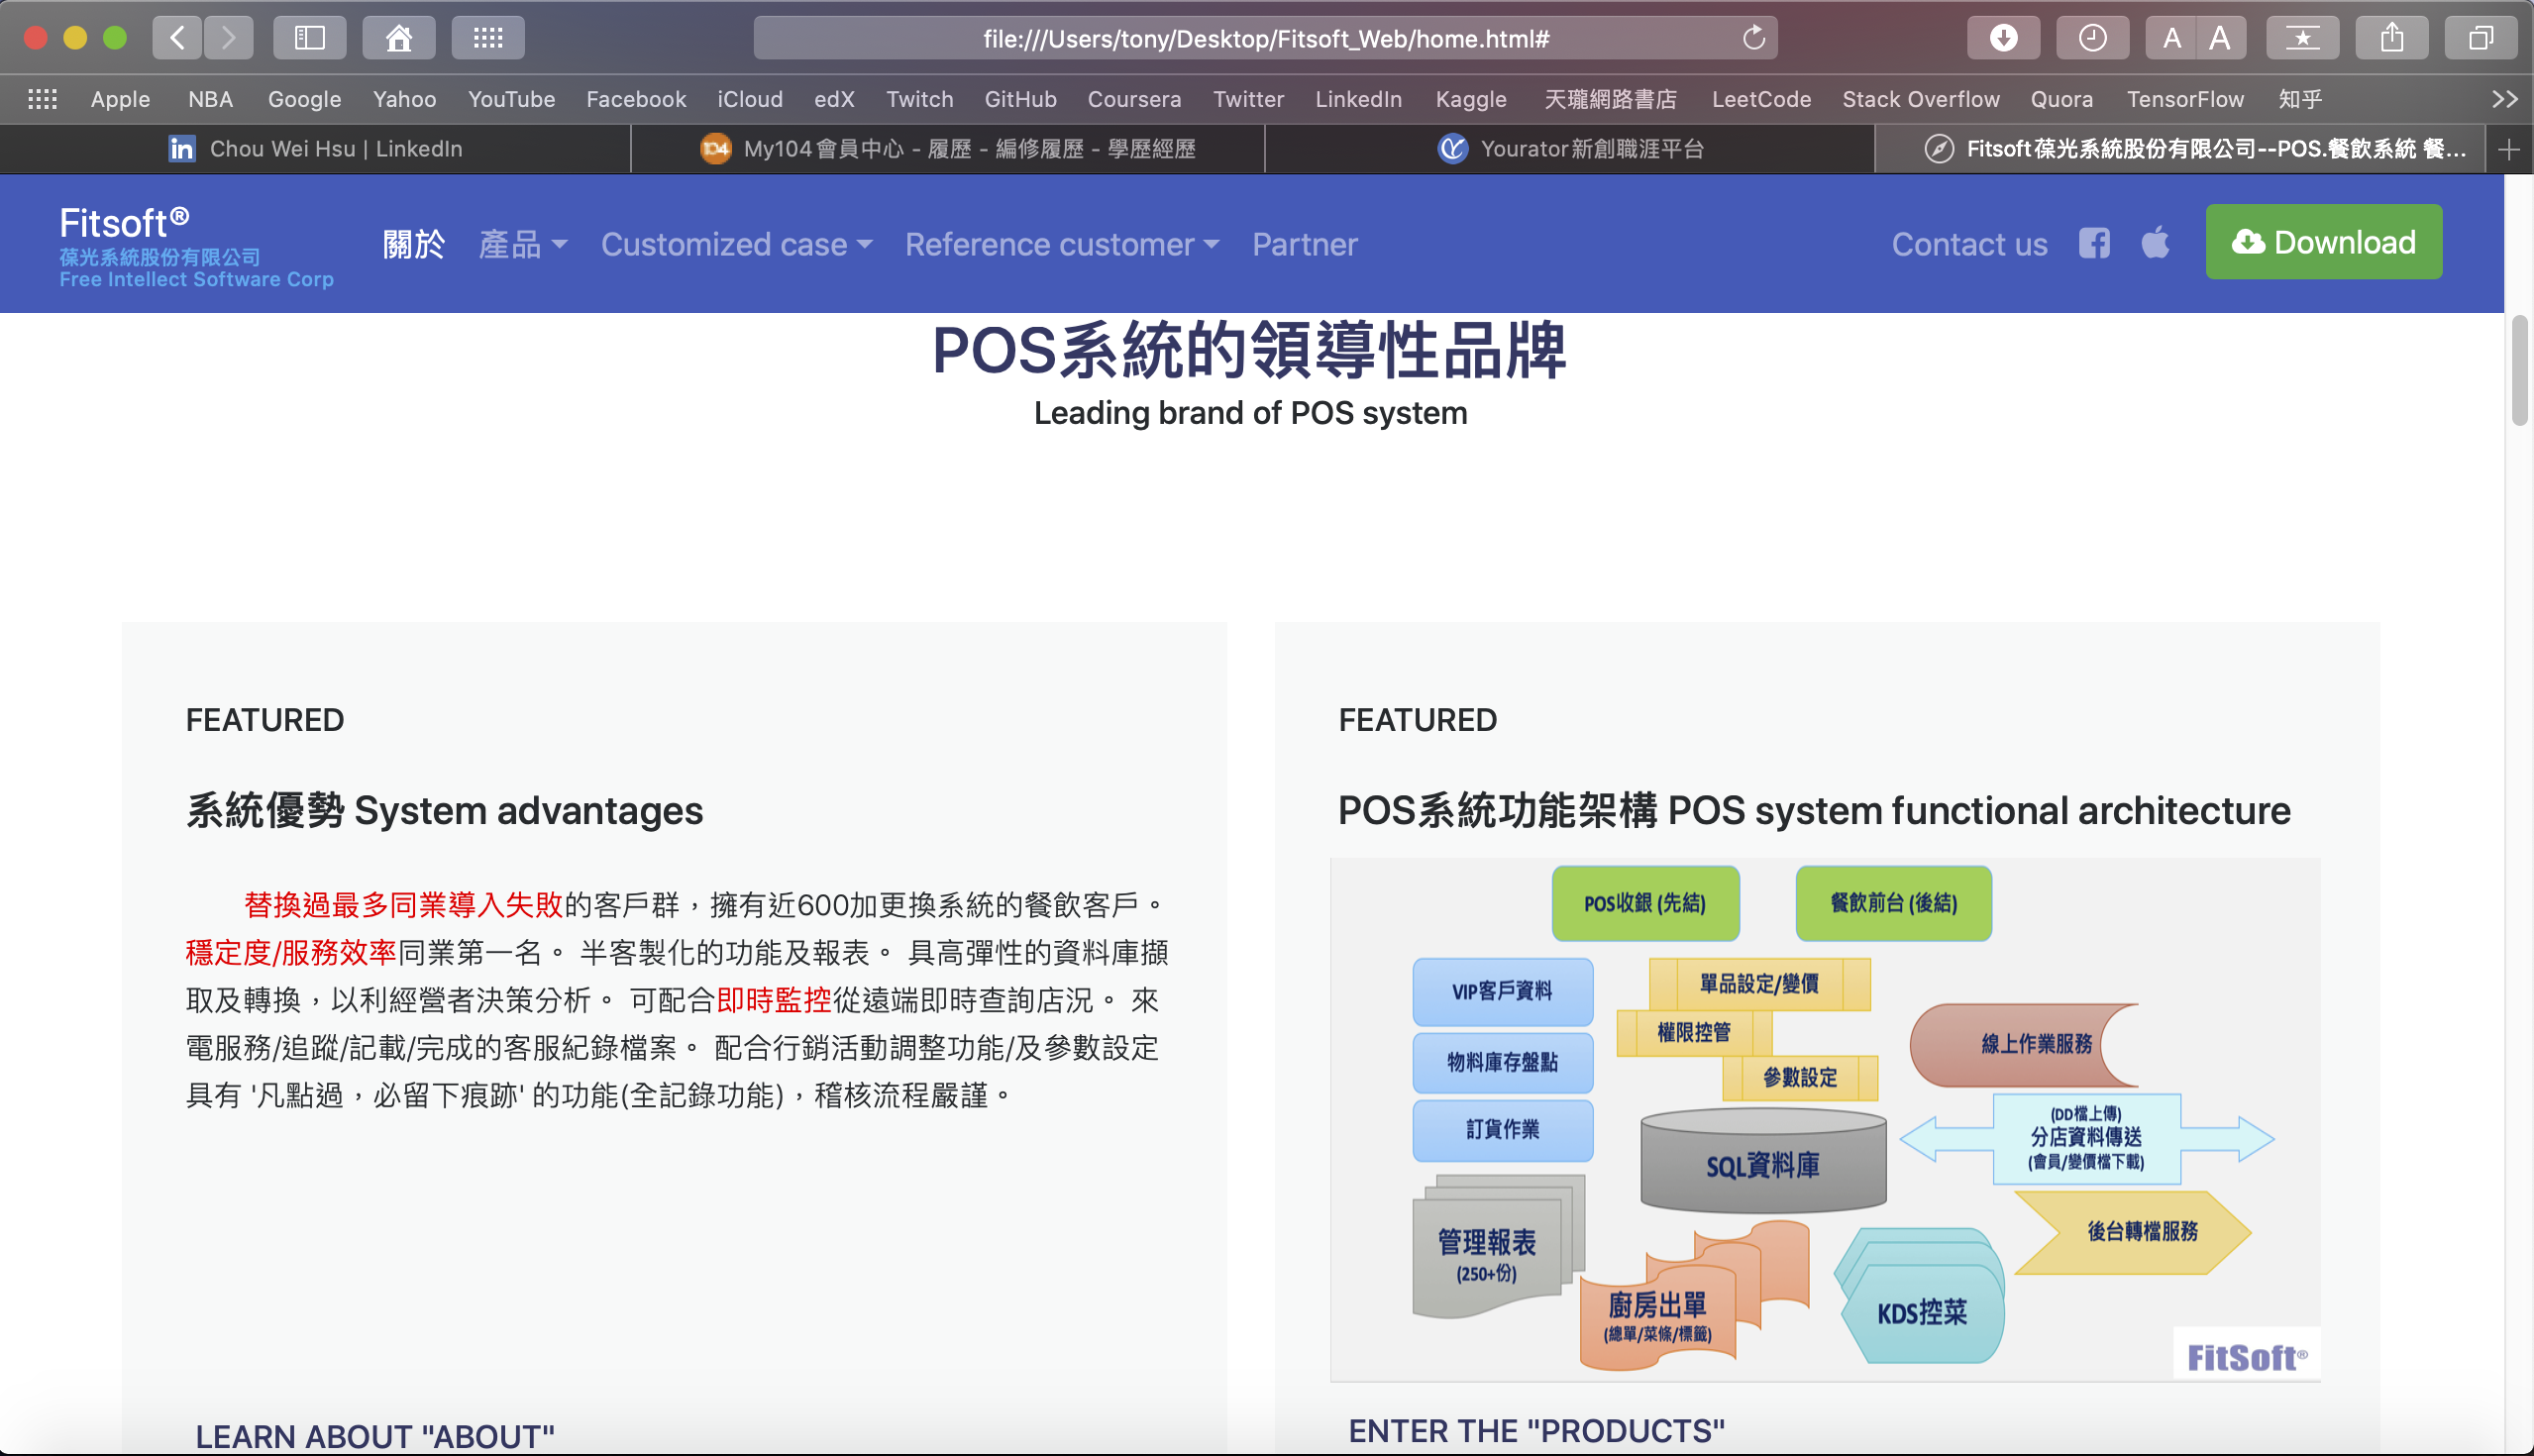 file:///Users/tony/Desktop/Fitsoft_Web/home.html#
A A
Apple NBA Google Yahoo YouTube Facebook iCloud edX Twitch GitHub Coursera Twitter LinkedIn Kaggle 天瓏網路書店 LeetCode Stack Overflow Quora TensorFlow 知乎
in Chou Wei Hsu | LinkedIn
104 My104會員中心 - 履歷 - 編修履歷 - 學歷經歷
Yourator新創職涯平台
Fitsoft葆光系統股份有限公司--POS.餐飲系統 餐...
Fitsoft®
葆光系統股份有限公司
Free Intellect Software Corp
關於 產品 Customized case Reference customer Partner
Contact us Download
POS系統的領導性品牌
Leading brand of POS system
FEATURED
系統優勢 System advantages
替換過最多同業導入失敗的客戶群，擁有近600加更換系統的餐飲客戶。
穩定度/服務效率同業第一名。 半客製化的功能及報表。 具高彈性的資料庫擷
取及轉換，以利經營者決策分析。 可配合即時監控從遠端即時查詢店況。 來
電服務/追蹤/記載/完成的客服紀錄檔案。 配合行銷活動調整功能/及參數設定
具有 '凡點過，必留下痕跡' 的功能(全記錄功能)，稽核流程嚴謹。
LEARN ABOUT "ABOUT"
FEATURED
POS系統功能架構 POS system functional architecture
POS收銀 (先結)
餐飲前台 (後結)
VIP客戶資料
單品設定/變價
權限控管
線上作業服務
物料庫存盤點
參數設定
訂貨作業
(DD檔上傳)
分店資料傳送
(會員/變價檔下載)
SQL資料庫
後台轉檔服務
管理報表
(250+份)
廚房出單
(總單/菜條/標籤)
KDS控菜
FitSoft®
ENTER THE "PRODUCTS"